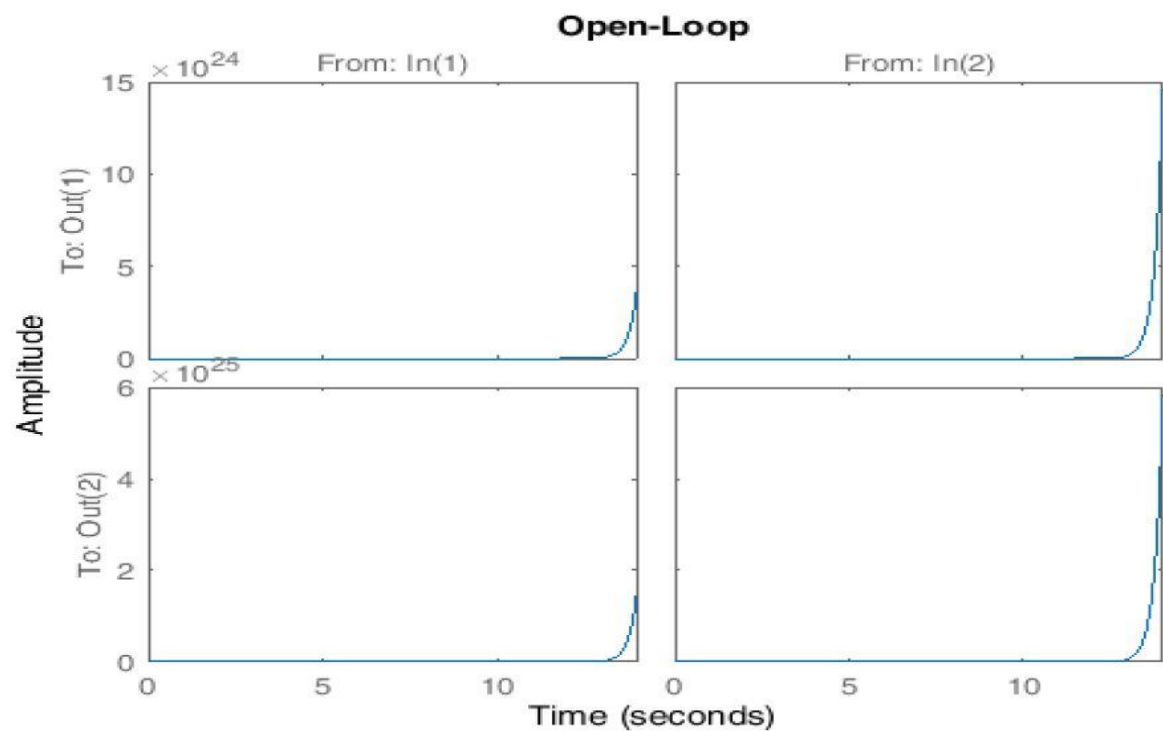 Open-Loop
From: In(1)
From: In(2)
× 10^24
15
10
5
0
To: Out(1)
Amplitude
× 10^25
6
4
2
0
To: Out(2)
0 5 10 0 5 10
Time (seconds)